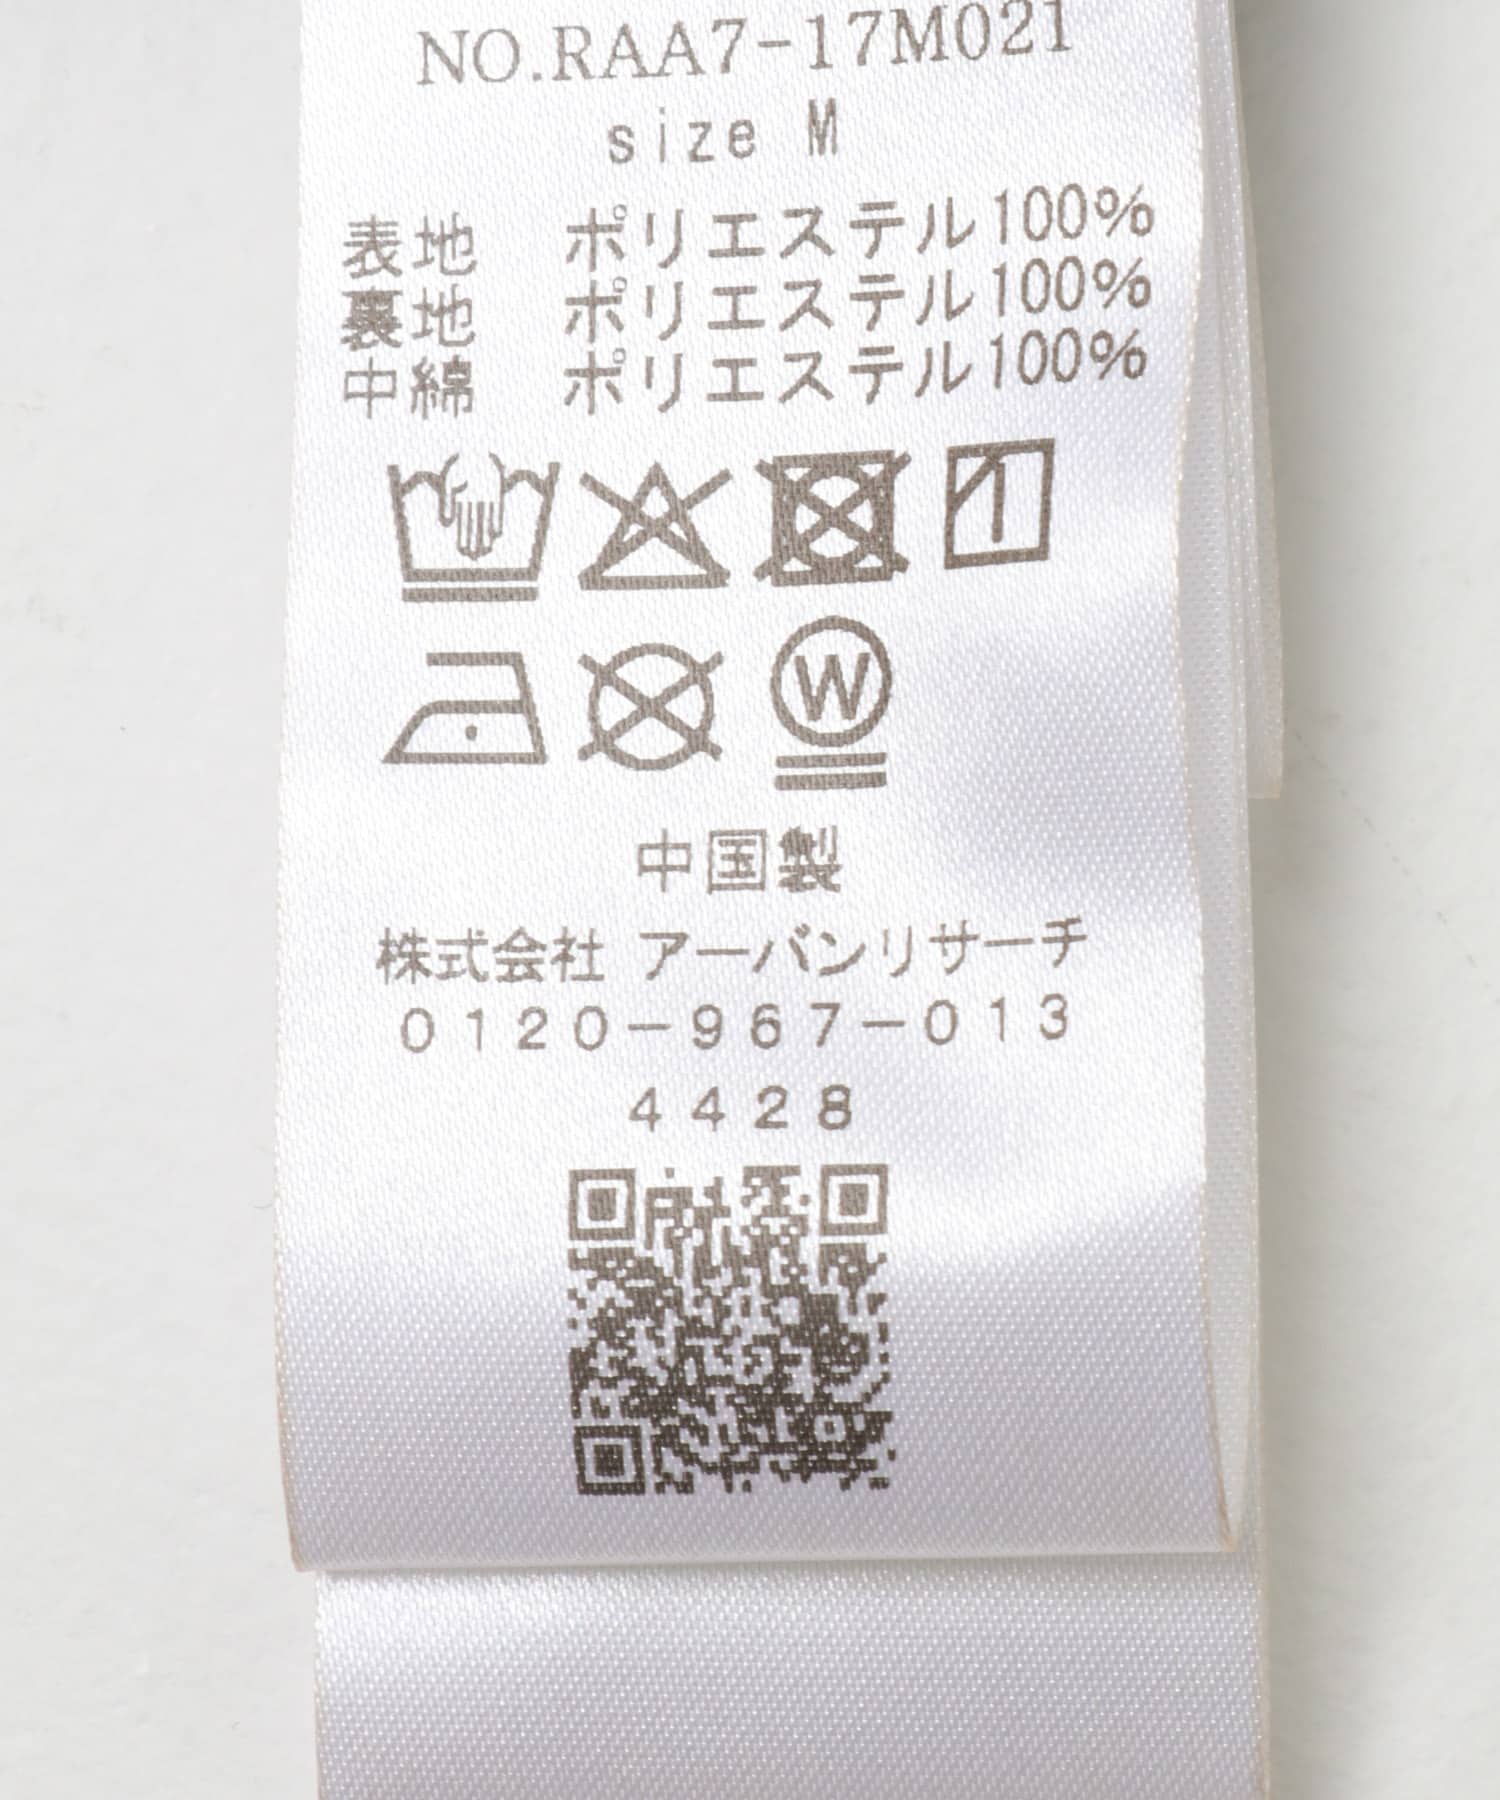 NO.RAA7-17M021
size M
表地 ポリエステル100%
裏地 ポリエステル100%
中綿 ポリエステル100%
W
中国製
株式会社 アーバンリサーチ
0120-967-013
4428